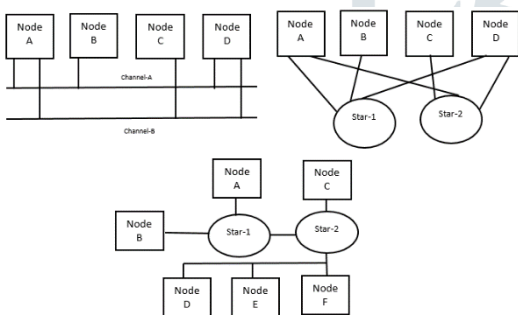 Node
A
Node
B
Node
C
Node
D
Channel-A
Channel-B
Node
A
Node
B
Node
C
Node
D
Star-1
Star-2
Node
A
Node
C
Node
B
Star-1
Star-2
Node
D
Node
E
Node
F